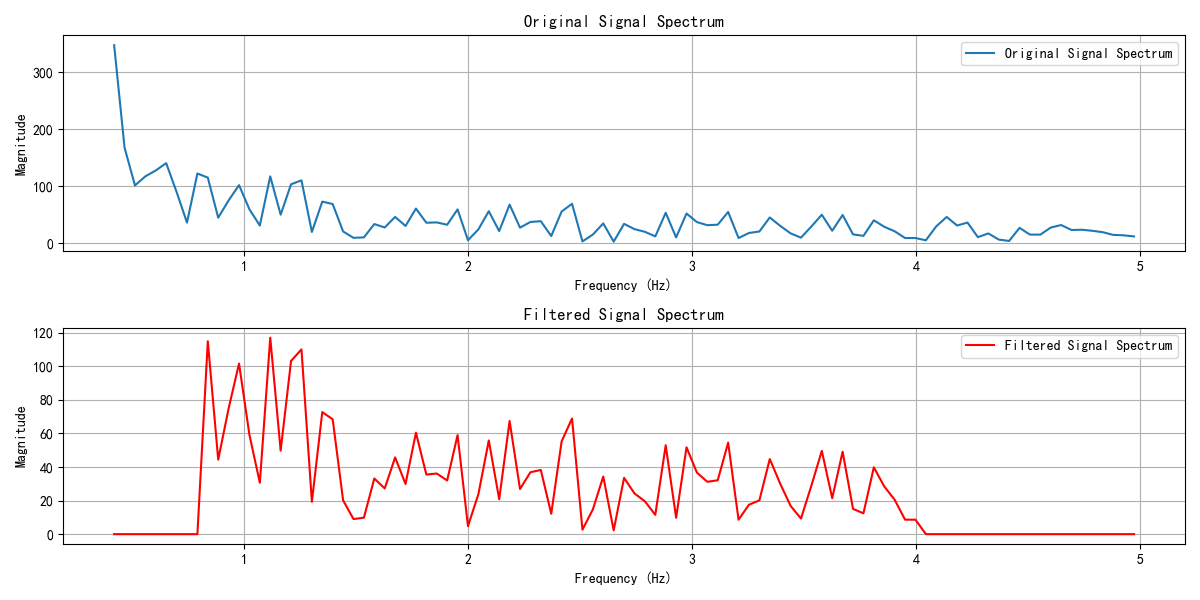 Original Signal Spectrum
Original Signal Spectrum
Magnitude
300
200
100
0
1
2
3
4
5
Frequency (Hz)
Filtered Signal Spectrum
Filtered Signal Spectrum
Magnitude
120
100
80
60
40
20
0
1
2
3
4
5
Frequency (Hz)